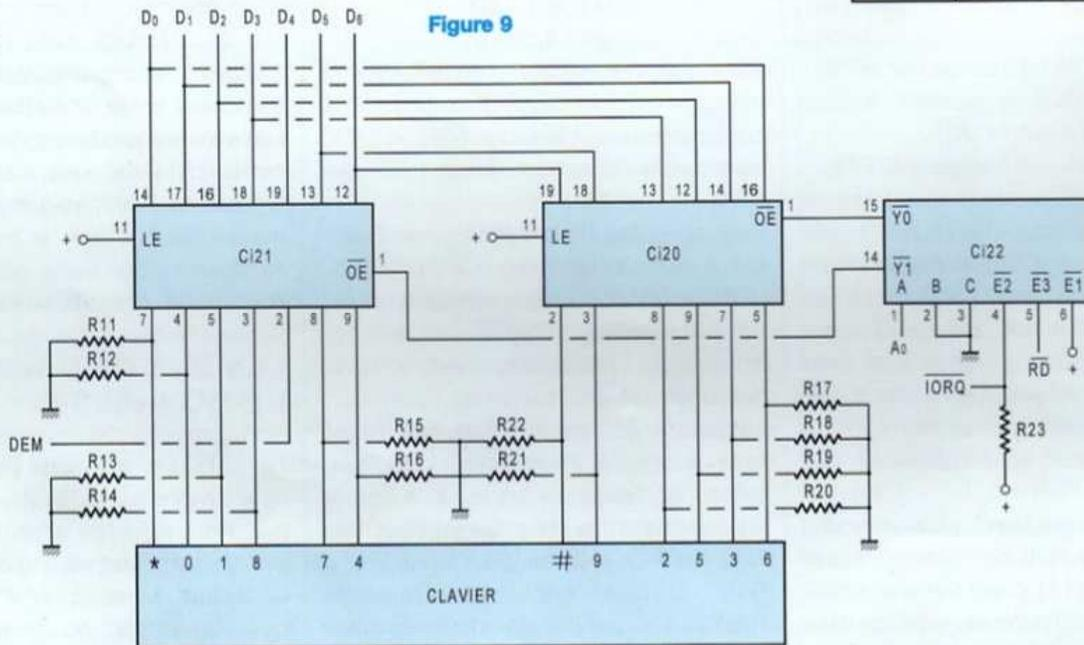 D0 D1 D2 D3 D4 D5 D6
Figure 9
14 17 16 18 19 13 12
19 18 13 12 14 16
+ 11 LE
Ci21
OE 1
+ 11 LE
Ci20
OE 1
15 Y0
14 Y1
Ci22
A B C E2 E3 E1
1 2 3 4 5 6
A0
RD
+
IORQ
R23
+
7 4 5 3 2 8 9
2 3 8 9 7 5
R11
R12
DEM
R13
R14
R15 R22
R16 R21
R17
R18
R19
R20
* 0 1 8 7 4 # 9 2 5 3 6
CLAVIER